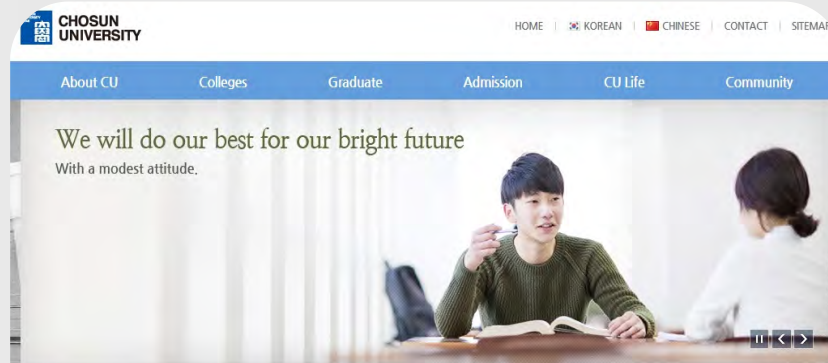 CHOSUN
UNIVERSITY
HOME
KOREAN
CHINESE
CONTACT
SITEMAP
About CU
Colleges
Graduate
Admission
CU Life
Community
We will do our best for our bright future
With a modest attitude.